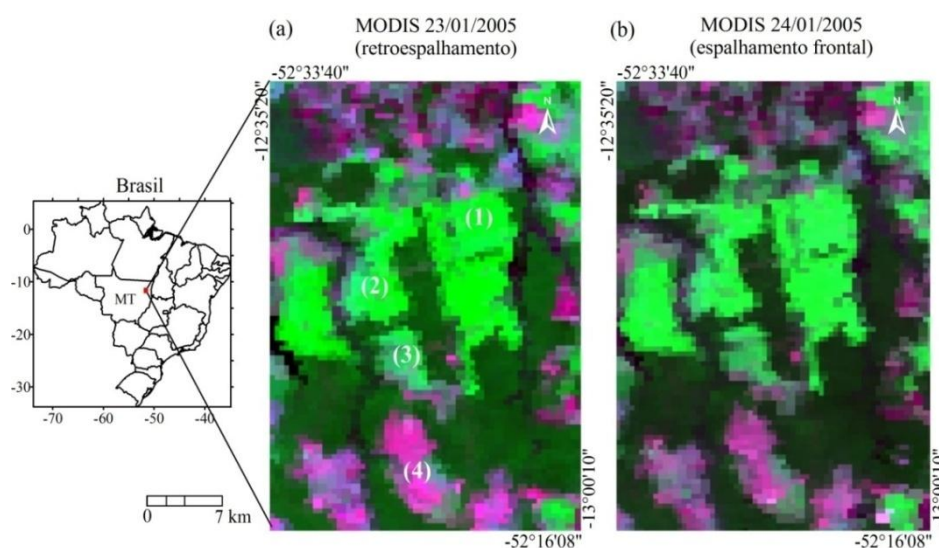 (a)
MODIS 23/01/2005
(retroespalhamento)
(b)
MODIS 24/01/2005
(espalhamento frontal)
-52°33'40"
-52°33'40"
-12°35'20"
-12°35'20"
N
N
Brasil
0
-10
-20
-30
MT
-70
-60
-50
-40
0
7 km
(1)
(2)
(3)
(4)
-13°00'10"
-13°00'10"
-52°16'08"
-52°16'08"